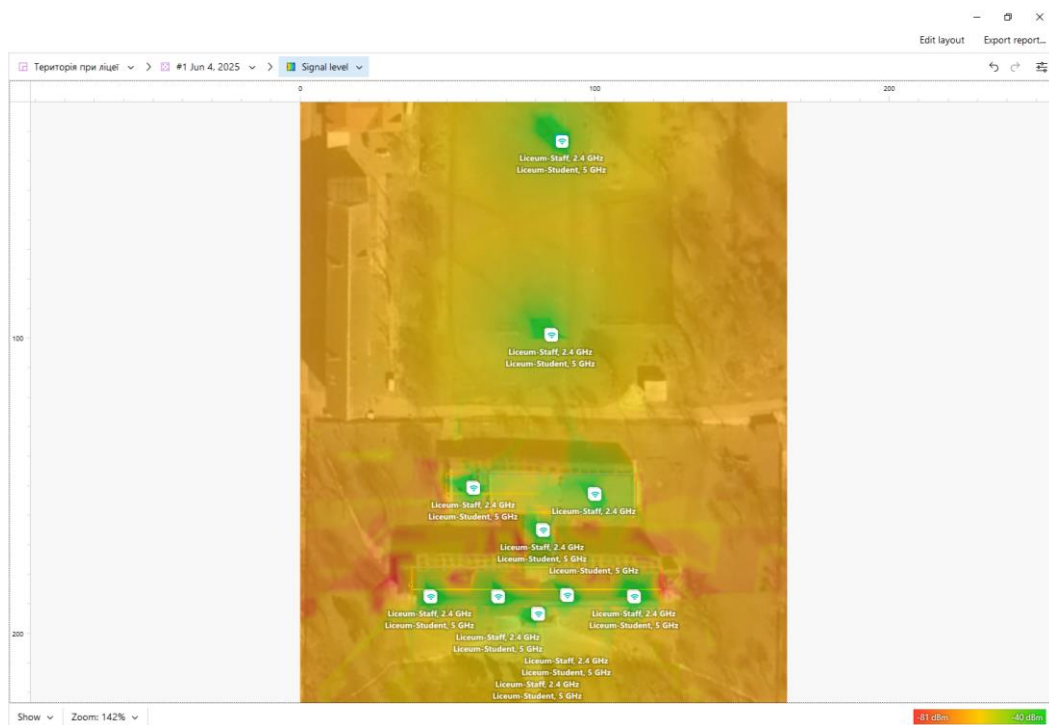 Edit layout Export report...
Територія при ліцеї #1 Jun 4, 2025 Signal level
0 100 200
Liceum-Staff, 2.4 GHz
Liceum-Student, 5 GHz
100
Liceum-Staff, 2.4 GHz
Liceum-Student, 5 GHz
Liceum-Staff, 2.4 GHz
Liceum-Student, 5 GHz
Liceum-Staff, 2.4 GHz
Liceum-Staff, 2.4 GHz
Liceum-Student, 5 GHz
Liceum-Student, 5 GHz
Liceum-Staff, 2.4 GHz
Liceum-Student, 5 GHz
Liceum-Staff, 2.4 GHz
Liceum-Student, 5 GHz
Liceum-Staff, 2.4 GHz
Liceum-Student, 5 GHz
200
Liceum-Staff, 2.4 GHz
Liceum-Student, 5 GHz
Liceum-Staff, 2.4 GHz
Liceum-Student, 5 GHz
Show Zoom: 142% -81 dBm -40 dBm